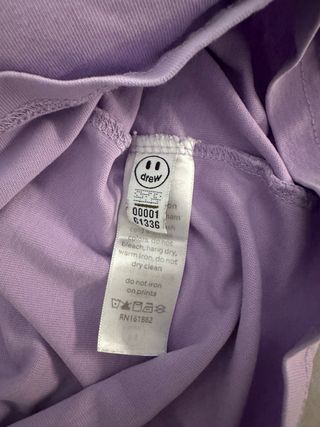 drew
00001
61336
colors. do not
bleach, hang dry,
warm iron, do not
dry clean
do not iron
on prints
RN161882